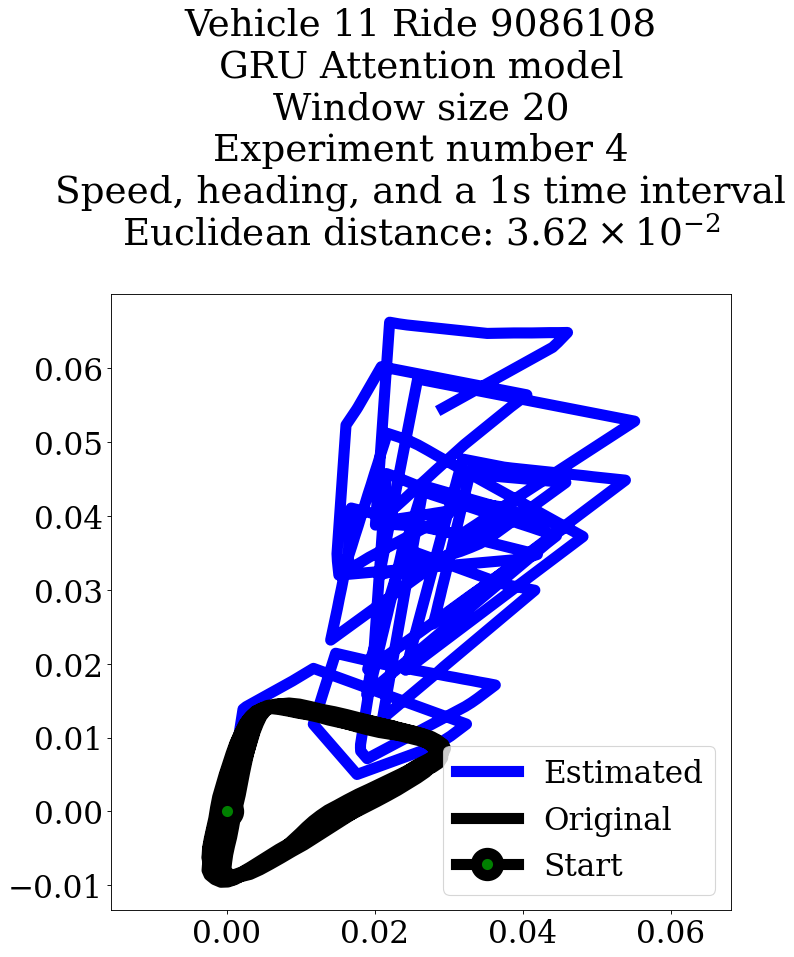 Vehicle 11 Ride 9086108
GRU Attention model
Window size 20
Experiment number 4
Speed, heading, and a 1s time interval
Euclidean distance: 3.62 × 10⁻²
0.06
0.05
0.04
0.03
0.02
0.01
0.00
−0.01
0.00 0.02 0.04 0.06
Estimated
Original
Start